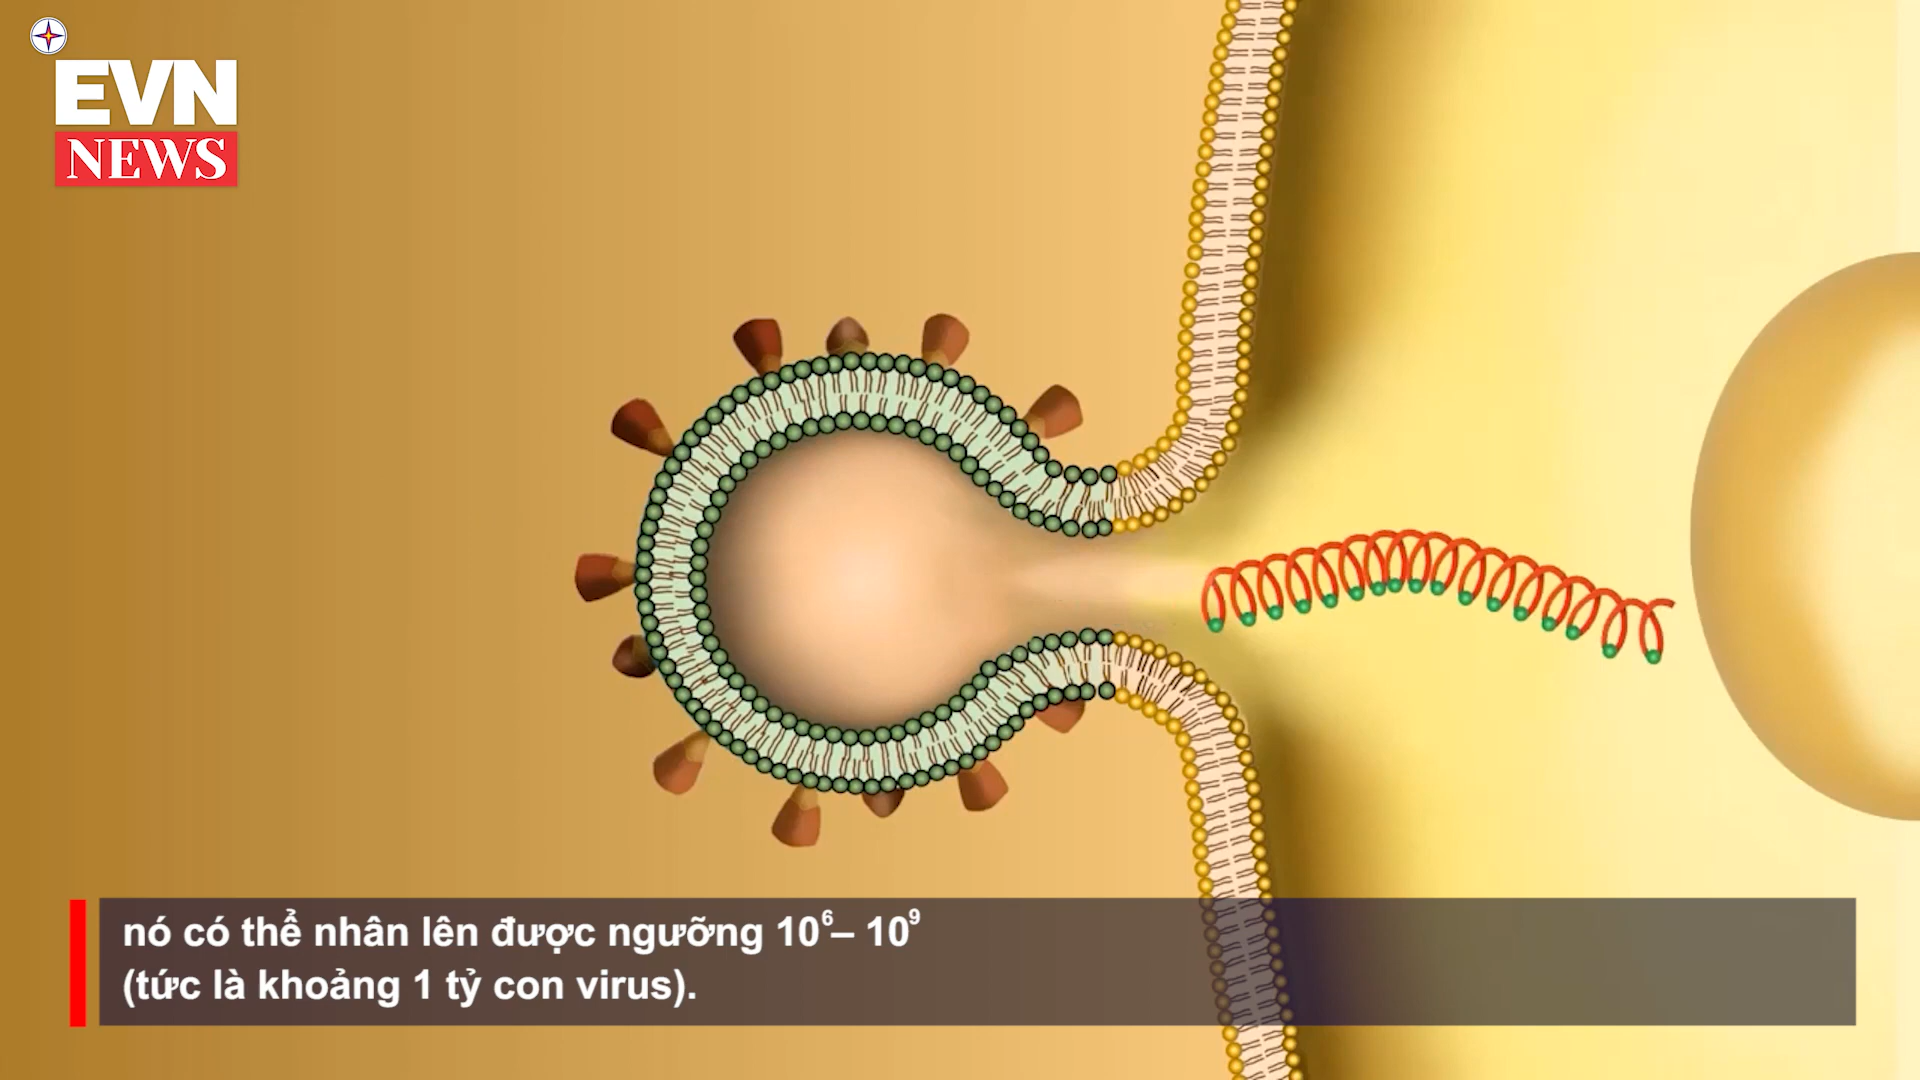 EVN
NEWS
nó có thể nhân lên được ngưỡng 10⁶– 10⁹
(tức là khoảng 1 tỷ con virus).